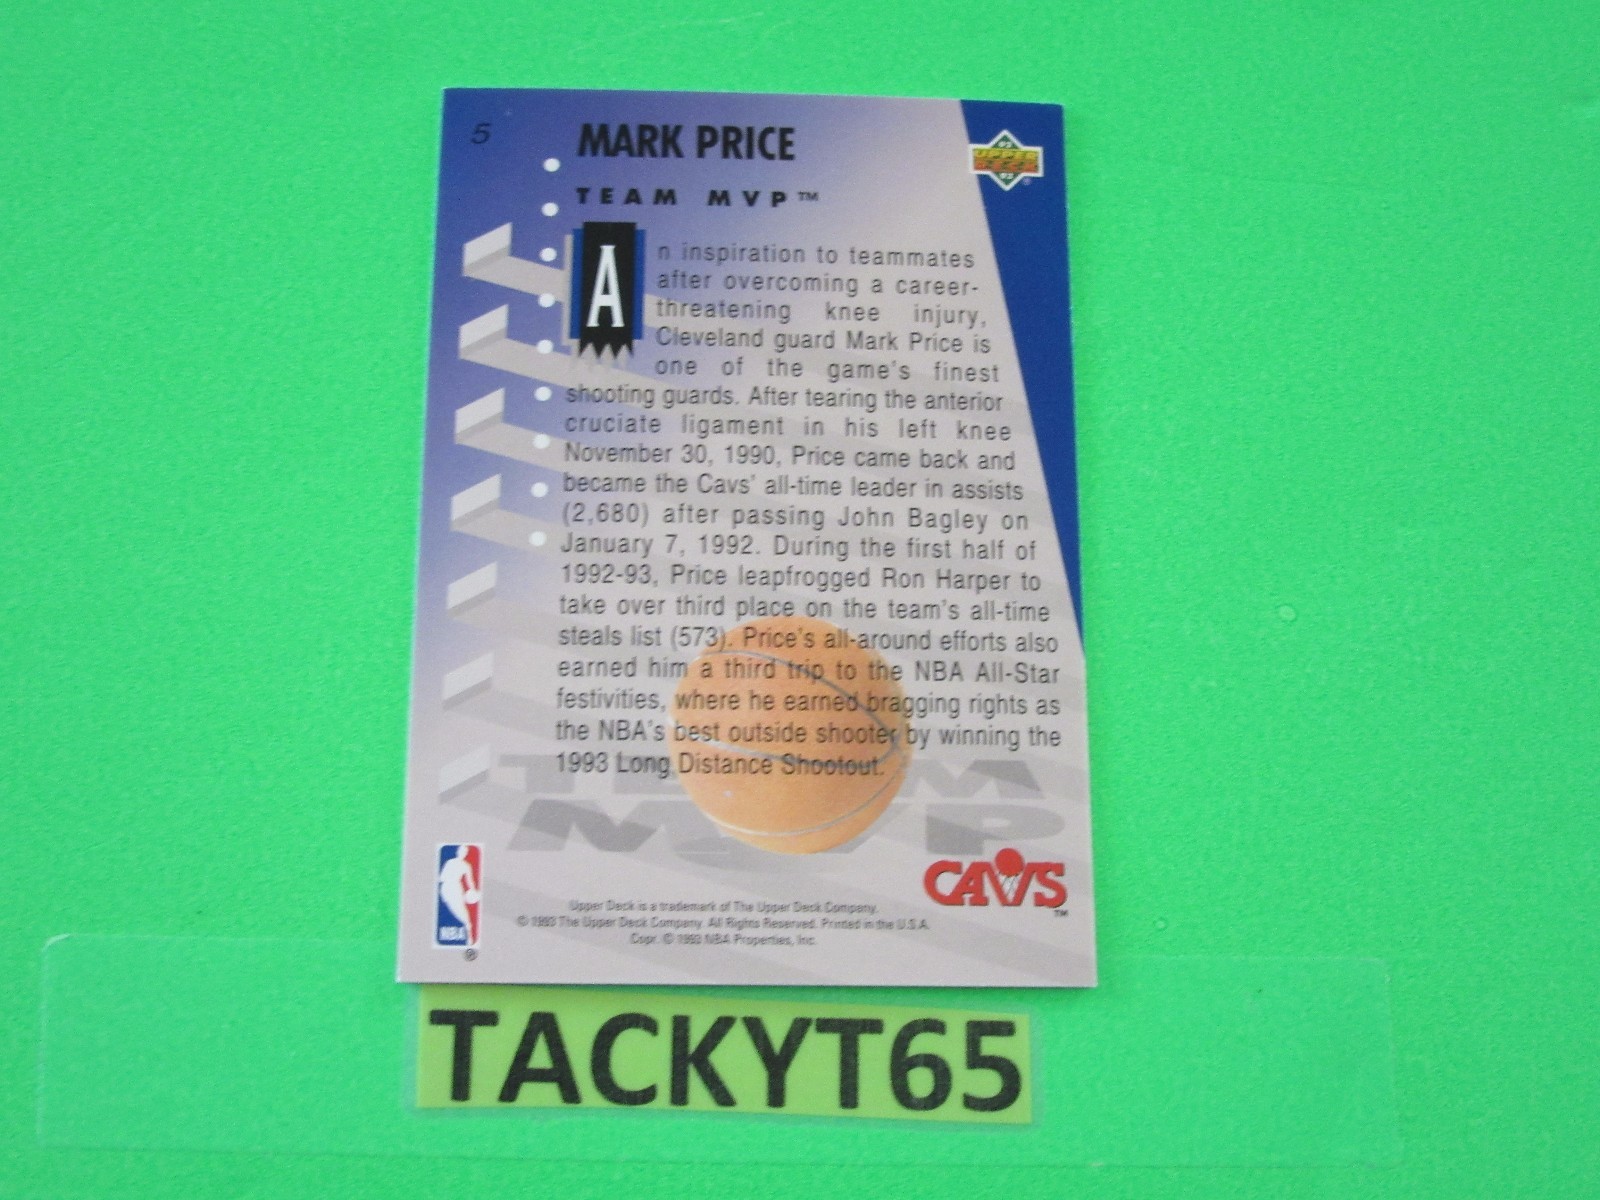 5
MARK PRICE
TEAM MVP™
UPPER DECK
An inspiration to teammates
after overcoming a career-
threatening knee injury,
Cleveland guard Mark Price is
one of the game's finest
shooting guards. After tearing the anterior
cruciate ligament in his left knee
November 30, 1990, Price came back and
became the Cavs' all-time leader in assists
(2,680) after passing John Bagley on
January 7, 1992. During the first half of
1992-93, Price leapfrogged Ron Harper to
take over third place on the team's all-time
steals list (573). Price's all-around efforts also
earned him a third trip to the NBA All-Star
festivities, where he earned bragging rights as
the NBA's best outside shooter by winning the
1993 Long Distance Shootout.
TEAM
MVP
CAVS™
NBA®
Upper Deck is a trademark of The Upper Deck Company.
© 1993 The Upper Deck Company. All Rights Reserved. Printed in the U.S.A.
Copr. © 1993 NBA Properties, Inc.
TACKYT65